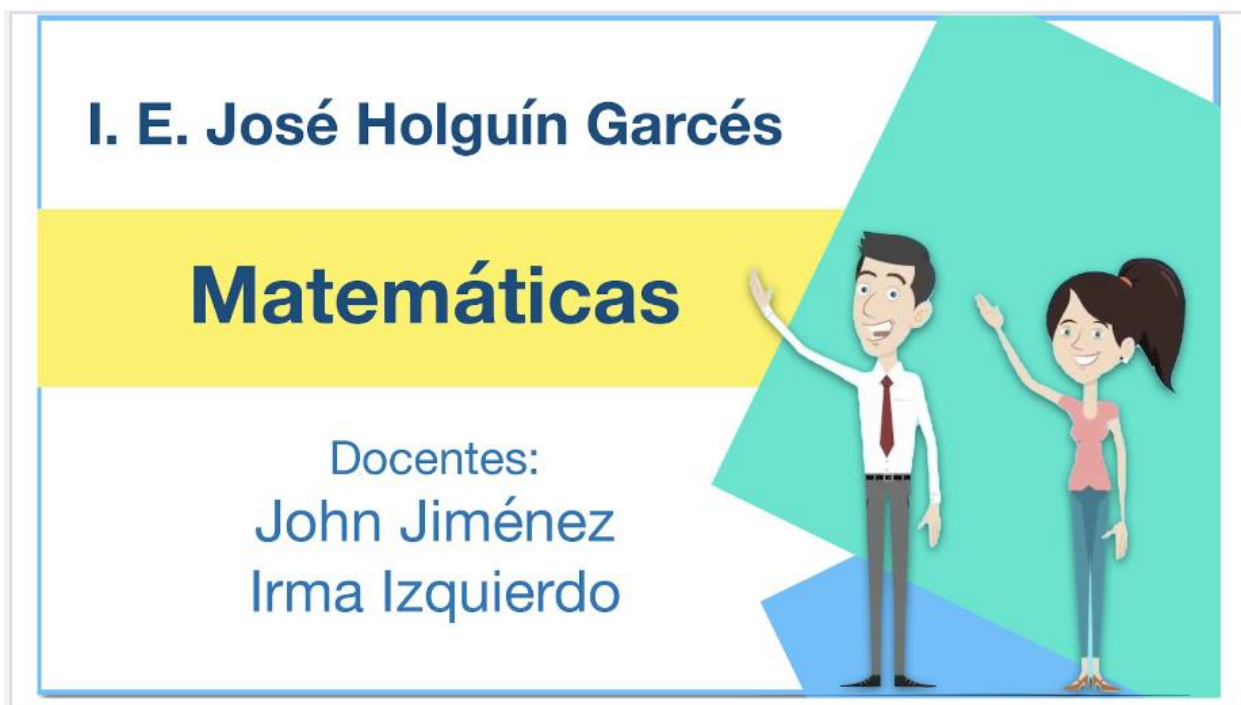 I. E. José Holguín Garcés
Matemáticas
Docentes:
John Jiménez
Irma Izquierdo